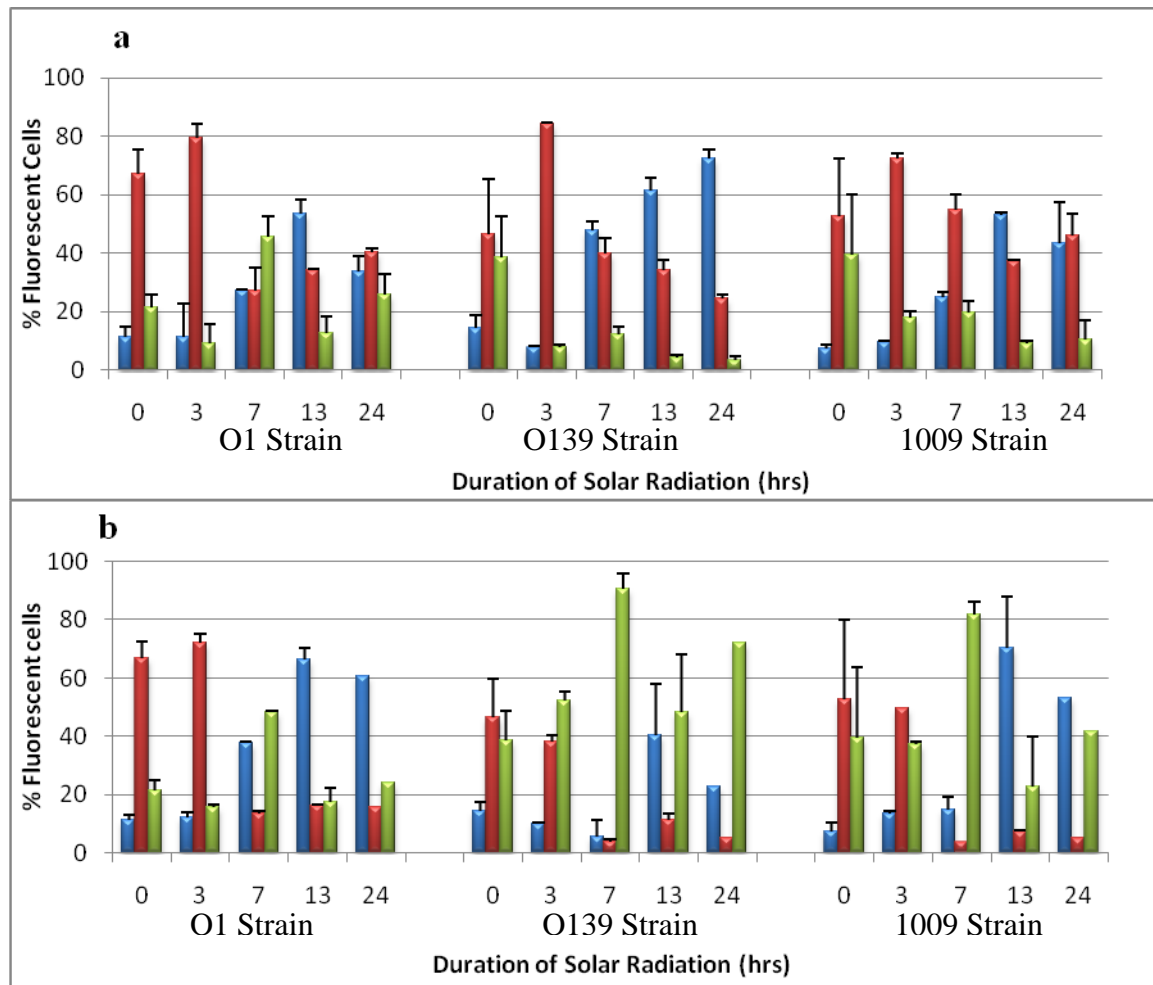 a
% Fluorescent Cells
100
80
60
40
20
0
0 3 7 13 24 0 3 7 13 24 0 3 7 13 24
O1 Strain O139 Strain 1009 Strain
Duration of Solar Radiation (hrs)
b
% Fluorescent cells
100
80
60
40
20
0
0 3 7 13 24 0 3 7 13 24 0 3 7 13 24
O1 Strain O139 Strain 1009 Strain
Duration of Solar Radiation (hrs)